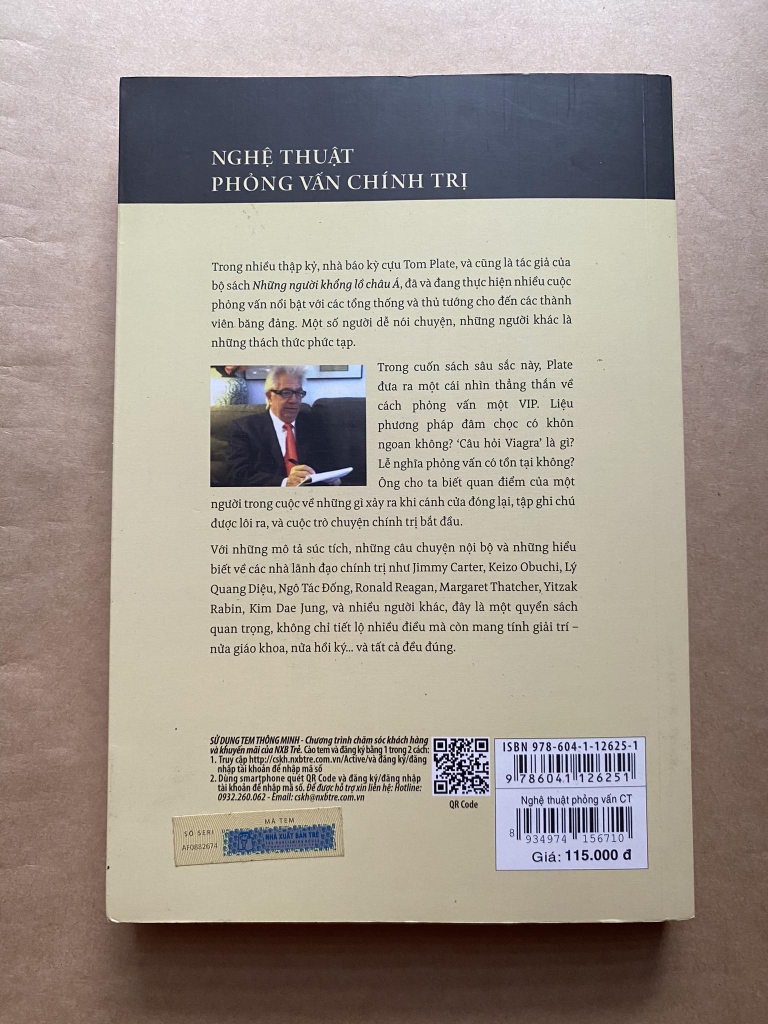 NGHỆ THUẬT
PHỎNG VẤN CHÍNH TRỊ
Trong nhiều thập kỷ, nhà báo kỳ cựu Tom Plate, và cũng là tác giả của
bộ sách Những người khổng lồ châu Á, đã và đang thực hiện nhiều cuộc
phỏng vấn nổi bật với các tổng thống và thủ tướng cho đến các thành
viên băng đảng. Một số người dễ nói chuyện, những người khác là
những thách thức phức tạp.
Trong cuốn sách sâu sắc này, Plate
đưa ra một cái nhìn thẳng thắn về
cách phỏng vấn một VIP. Liệu
phương pháp đâm chọc có khôn
ngoan không? ‘Câu hỏi Viagra’ là gì?
Lễ nghĩa phỏng vấn có tồn tại không?
Ông cho ta biết quan điểm của một
người trong cuộc về những gì xảy ra khi cánh cửa đóng lại, tập ghi chú
được lôi ra, và cuộc trò chuyện chính trị bắt đầu.
Với những mô tả súc tích, những câu chuyện nội bộ và những hiểu
biết về các nhà lãnh đạo chính trị như Jimmy Carter, Keizo Obuchi, Lý
Quang Diệu, Ngô Tác Đống, Ronald Reagan, Margaret Thatcher, Yitzak
Rabin, Kim Dae Jung, và nhiều người khác, đây là một quyển sách
quan trọng, không chỉ tiết lộ nhiều điều mà còn mang tính giải trí –
nửa giáo khoa, nửa hồi ký... và tất cả đều đúng.
SỬ DỤNG TEM THÔNG MINH - Chương trình chăm sóc khách hàng
và khuyến mãi của NXB Trẻ. Cào tem và đăng ký bằng 1 trong 2 cách:
1. Truy cập http://cskh.nxbtre.com.vn/Active/và đăng ký/đăng
nhập tài khoản để nhập mã số
2. Dùng smartphone quét QR Code và đăng ký/đăng nhập
tài khoản để nhập mã số. Để được hỗ trợ xin liên hệ: Hotline:
0932.260.062 - Email: cskh@nxbtre.com.vn
QR Code
ISBN 978-604-1-12625-1
9 786041 126251
Nghệ thuật phỏng vấn CT
8 934974 156710
Giá: 115.000 đ
MÃ TEM
SỐ SERI
AF0882674
NHÀ XUẤT BẢN TRẺ